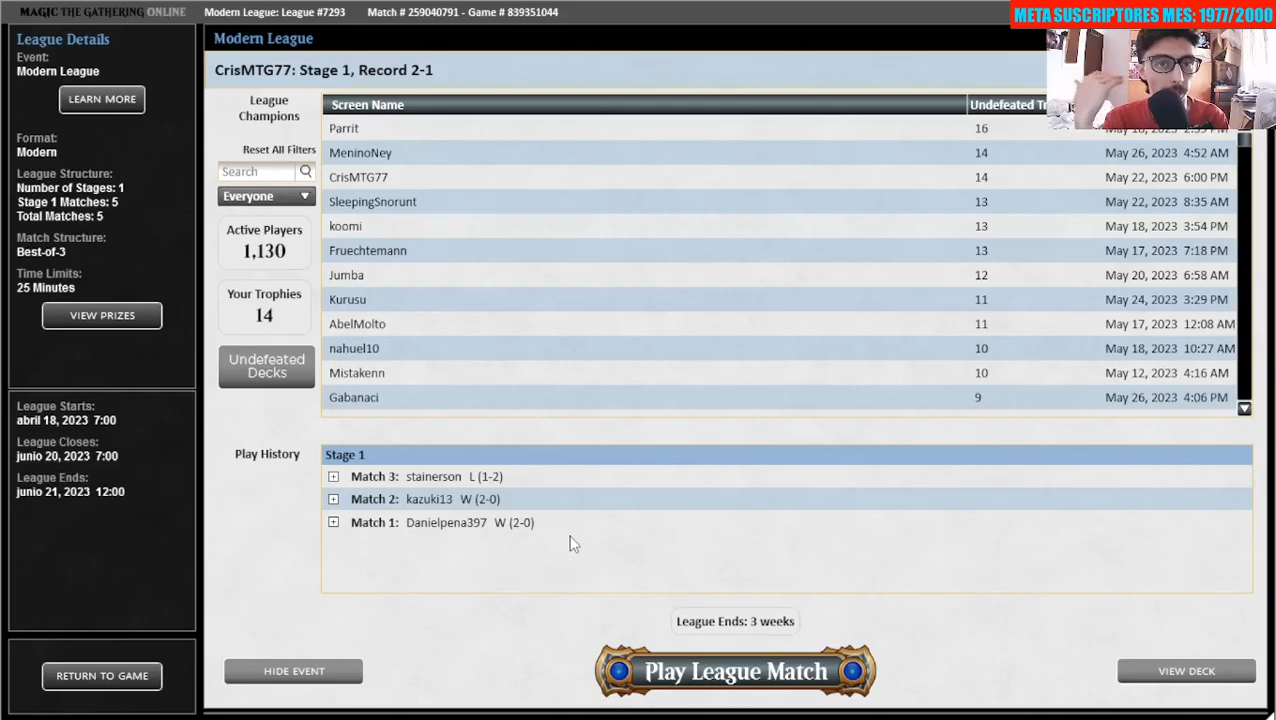 MAGIC THE GATHERING ONLINE Modern League: League #7293 Match # 259040791 - Game # 839351044
META SUSCRIPTORES MES: 1977/2000
League Details
Event:
Modern League
LEARN MORE
Format:
Modern
League Structure:
Number of Stages: 1
Stage 1 Matches: 5
Total Matches: 5
Match Structure:
Best-of-3
Time Limits:
25 Minutes
VIEW PRIZES
League Starts:
abril 18, 2023 7:00
League Closes:
junio 20, 2023 7:00
League Ends:
junio 21, 2023 12:00
RETURN TO GAME
Modern League
CrisMTG77: Stage 1, Record 2-1
League
Champions
Reset All Filters
Search
Everyone
Active Players
1,130
Your Trophies
14
Undefeated
Decks
Screen Name Undefeated
Parrit 16
MeninoNey 14 May 26, 2023 4:52 AM
CrisMTG77 14 May 22, 2023 6:00 PM
SleepingSnorunt 13 May 22, 2023 8:35 AM
koomi 13 May 18, 2023 3:54 PM
Fruechtemann 13 May 17, 2023 7:18 PM
Jumba 12 May 20, 2023 6:58 AM
Kurusu 11 May 24, 2023 3:29 PM
AbelMolto 11 May 17, 2023 12:08 AM
nahuel10 10 May 18, 2023 10:27 AM
Mistakenn 10 May 12, 2023 4:16 AM
Gabanaci 9 May 26, 2023 4:06 PM
Play History
Stage 1
Match 3: stainerson L (1-2)
Match 2: kazuki13 W (2-0)
Match 1: Danielpena397 W (2-0)
League Ends: 3 weeks
HIDE EVENT
Play League Match
VIEW DECK